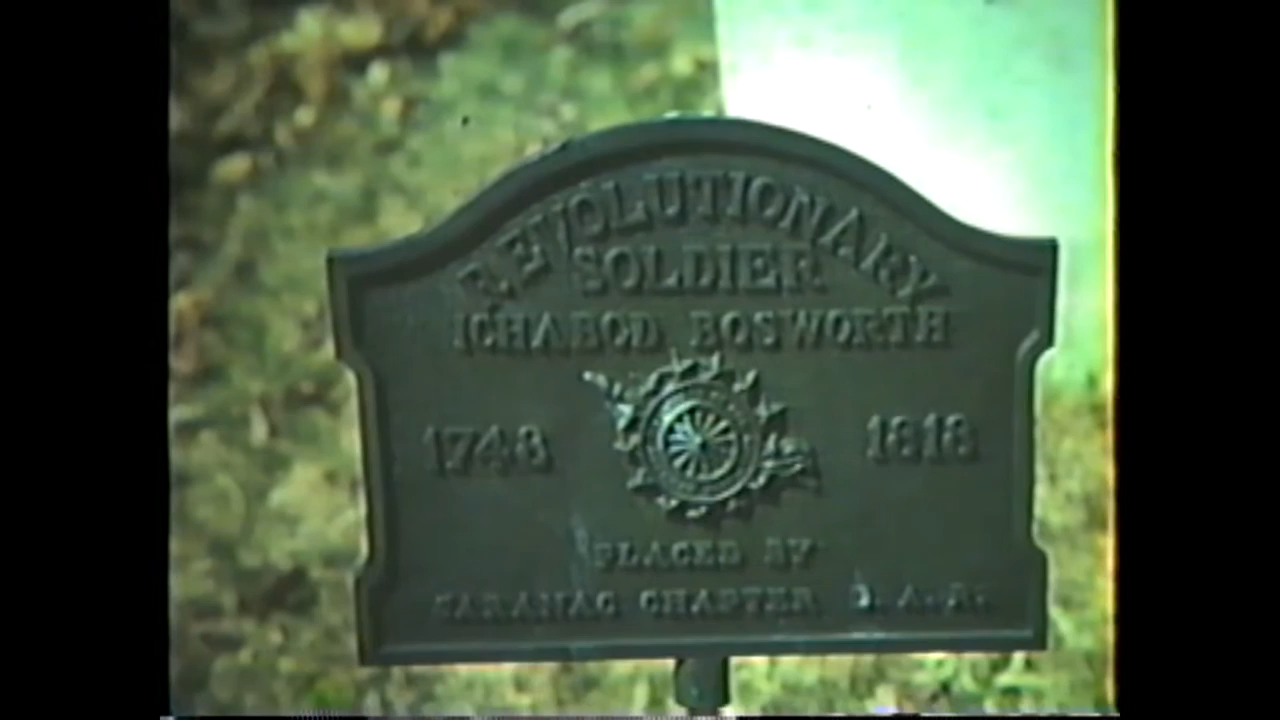 REVOLUTIONARY
SOLDIER
ICHABOD BOSWORTH
1748 1818
PLACED BY
SARANAC CHAPTER D.A.R.